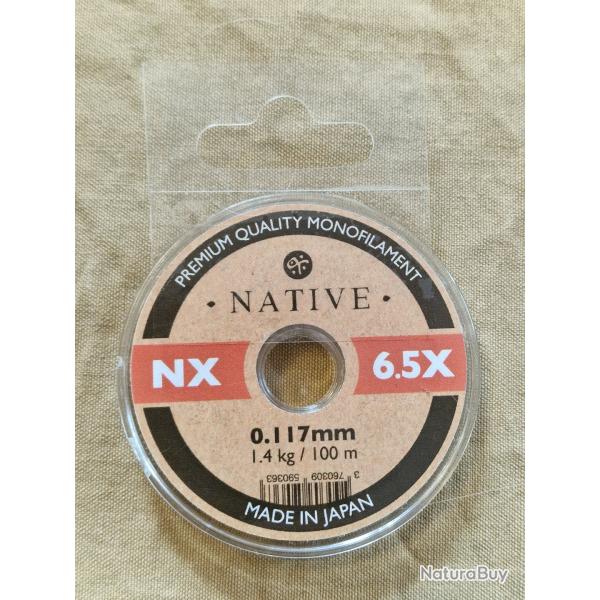 PREMIUM QUALITY MONOFILAMENT
· NATIVE ·
NX
6.5X
0.117mm
1.4 kg / 100 m
3 760309 590363
MADE IN JAPAN
NaturaBuy